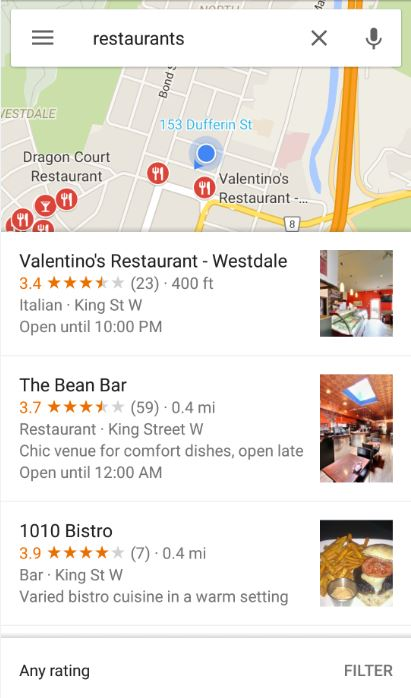 NORTH
restaurants
Bond S
WESTDALE
153 Dufferin St
Dragon Court
Restaurant
Valentino's
Restaurant -...
8
Valentino's Restaurant - Westdale
3.4 (23) · 400 ft
Italian · King St W
Open until 10:00 PM
The Bean Bar
3.7 (59) · 0.4 mi
Restaurant · King Street W
Chic venue for comfort dishes, open late
Open until 12:00 AM
1010 Bistro
3.9 (7) · 0.4 mi
Bar · King St W
Varied bistro cuisine in a warm setting
Any rating FILTER